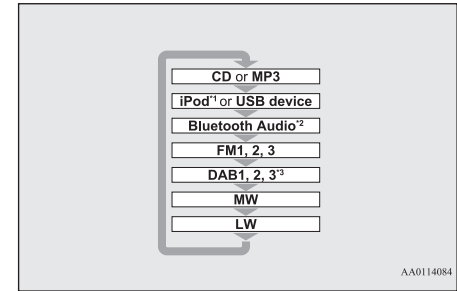 CD or MP3
iPod*1 or USB device
Bluetooth Audio*2
FM1, 2, 3
DAB1, 2, 3*3
MW
LW
AA0114084